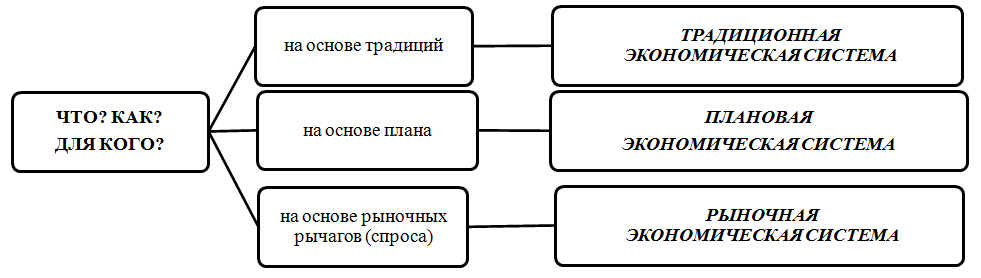 ЧТО? КАК?
ДЛЯ КОГО?
на основе традиций
ТРАДИЦИОННАЯ
ЭКОНОМИЧЕСКАЯ СИСТЕМА
на основе плана
ПЛАНОВАЯ
ЭКОНОМИЧЕСКАЯ СИСТЕМА
на основе рыночных
рычагов (спроса)
РЫНОЧНАЯ
ЭКОНОМИЧЕСКАЯ СИСТЕМА